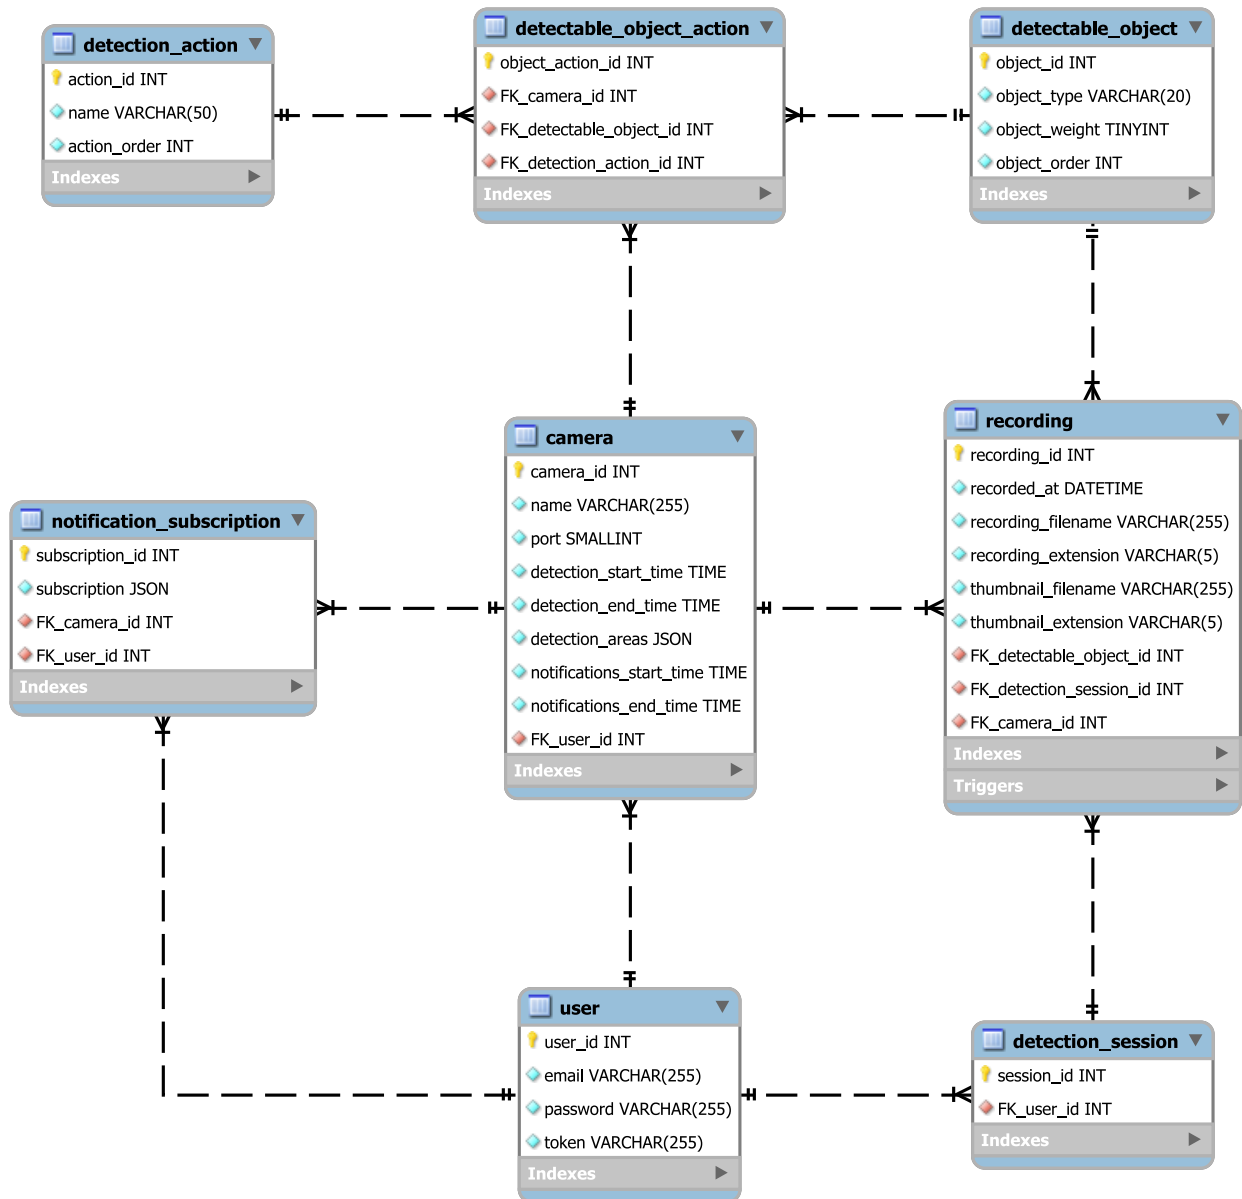 detection_action
action_id INT
name VARCHAR(50)
action_order INT
Indexes
detectable_object_action
object_action_id INT
FK_camera_id INT
FK_detectable_object_id INT
FK_detection_action_id INT
Indexes
detectable_object
object_id INT
object_type VARCHAR(20)
object_weight TINYINT
object_order INT
Indexes
notification_subscription
subscription_id INT
subscription JSON
FK_camera_id INT
FK_user_id INT
Indexes
camera
camera_id INT
name VARCHAR(255)
port SMALLINT
detection_start_time TIME
detection_end_time TIME
detection_areas JSON
notifications_start_time TIME
notifications_end_time TIME
FK_user_id INT
Indexes
recording
recording_id INT
recorded_at DATETIME
recording_filename VARCHAR(255)
recording_extension VARCHAR(5)
thumbnail_filename VARCHAR(255)
thumbnail_extension VARCHAR(5)
FK_detectable_object_id INT
FK_detection_session_id INT
FK_camera_id INT
Indexes
Triggers
user
user_id INT
email VARCHAR(255)
password VARCHAR(255)
token VARCHAR(255)
Indexes
detection_session
session_id INT
FK_user_id INT
Indexes